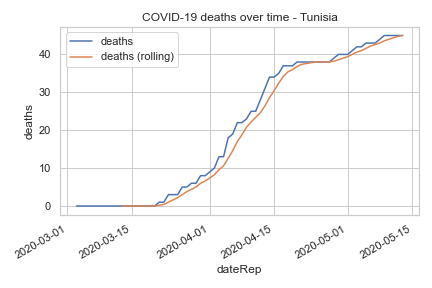 COVID-19 deaths over time - Tunisia
deaths
deaths (rolling)
deaths
40
30
20
10
0
2020-03-01
2020-03-15
2020-04-01
2020-04-15
2020-05-01
2020-05-15
dateRep